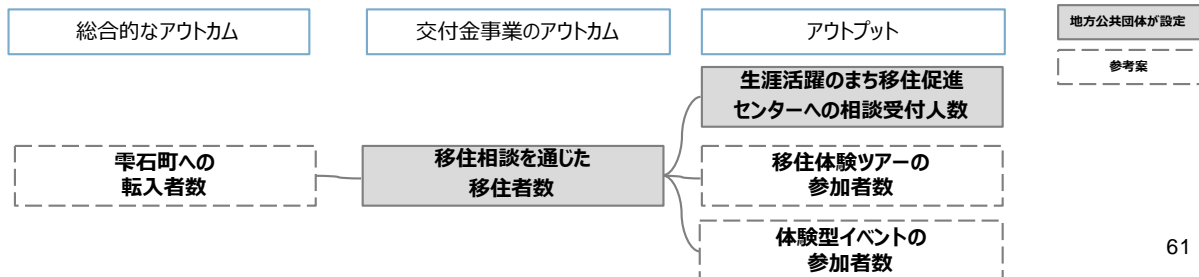 総合的なアウトカム
交付金事業のアウトカム
アウトプット
地方公共団体が設定
参考案
生涯活躍のまち移住促進
センターへの相談受付人数
雫石町への
転入者数
移住相談を通じた
移住者数
移住体験ツアーの
参加者数
体験型イベントの
参加者数
61